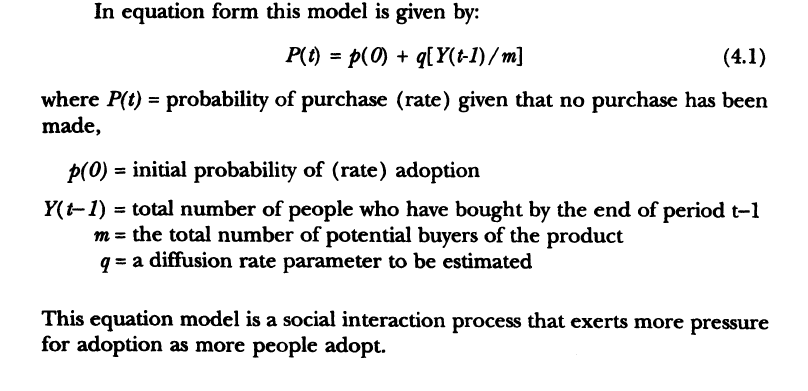 In equation form this model is given by:
P(t) = p(0) + q[Y(t-1)/m] (4.1)
where P(t) = probability of purchase (rate) given that no purchase has been
made,
p(0) = initial probability of (rate) adoption
Y(t–1) = total number of people who have bought by the end of period t–1
m = the total number of potential buyers of the product
q = a diffusion rate parameter to be estimated
This equation model is a social interaction process that exerts more pressure
for adoption as more people adopt.